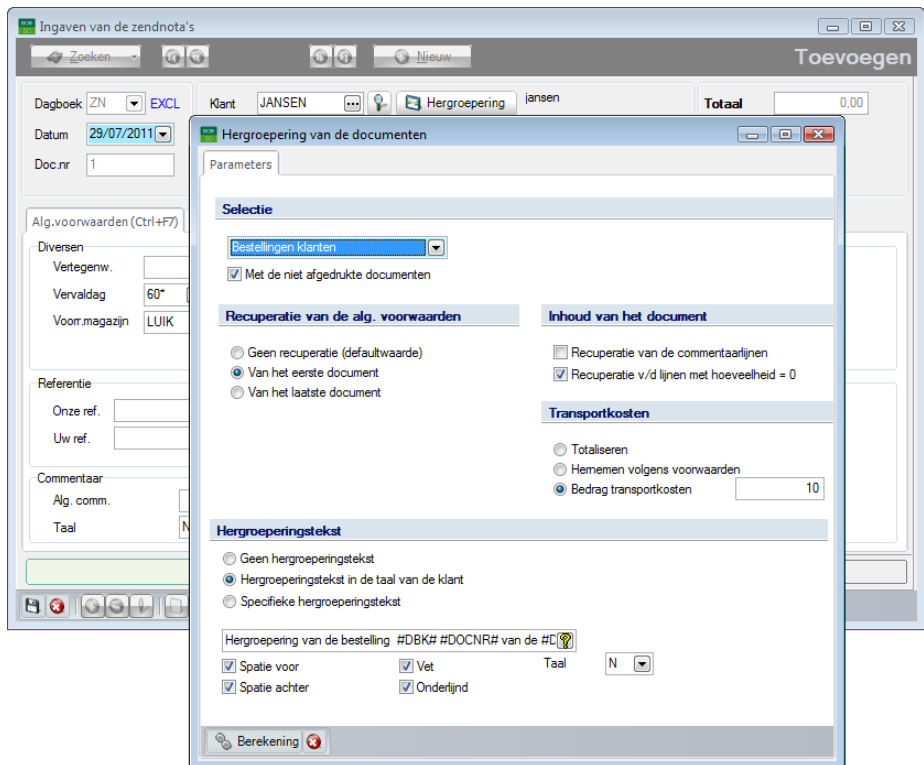 Ingaven van de zendnota's
Zoeken
Nieuw
Toevoegen
Dagboek ZN EXCL
Klant JANSEN Hergroepering jansen
Totaal 0,00
Datum 29/07/2011
Doc.nr 1
Alg.voorwaarden (Ctrl+F7)
Diversen
Vertegenw.
Vervaldag 60*
Voorr.magazijn LUIK
Referentie
Onze ref.
Uw ref.
Commentaar
Alg. comm.
Taal N
Hergroepering van de documenten
Parameters
Selectie
Bestellingen klanten
Met de niet afgedrukte documenten
Recuperatie van de alg. voorwaarden
Geen recuperatie (defaultwaarde)
Van het eerste document
Van het laatste document
Inhoud van het document
Recuperatie van de commentaarlijnen
Recuperatie v/d lijnen met hoeveelheid = 0
Transportkosten
Totaliseren
Hernemen volgens voorwaarden
Bedrag transportkosten 10
Hergroeperingstekst
Geen hergroeperingstekst
Hergroeperingstekst in de taal van de klant
Specifieke hergroeperingstekst
Hergroepering van de bestelling #DBK# #DOCNR# van de #D
Spatie voor Vet Taal N
Spatie achter Onderlijnd
Berekening